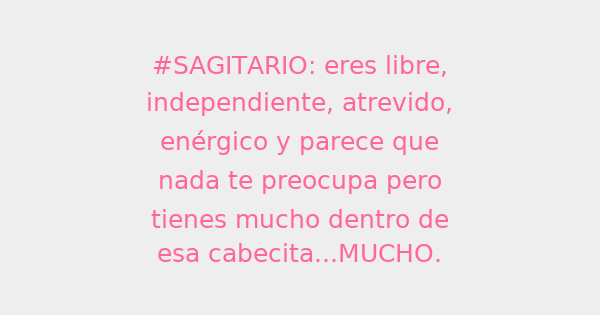 #SAGITARIO: eres libre,
independiente, atrevido,
enérgico y parece que
nada te preocupa pero
tienes mucho dentro de
esa cabecita...MUCHO.